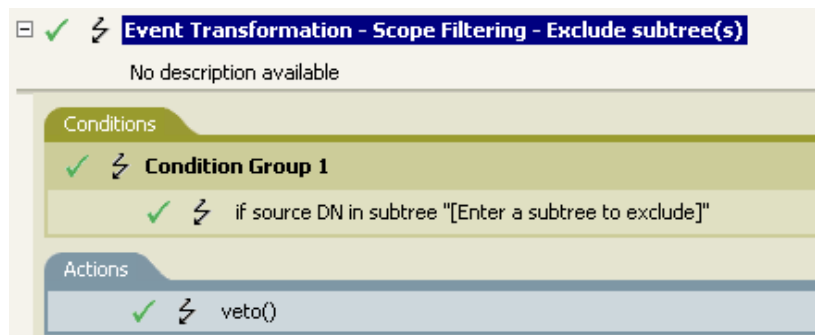 Event Transformation - Scope Filtering - Exclude subtree(s)
No description available
Conditions
Condition Group 1
if source DN in subtree "[Enter a subtree to exclude]"
Actions
veto()